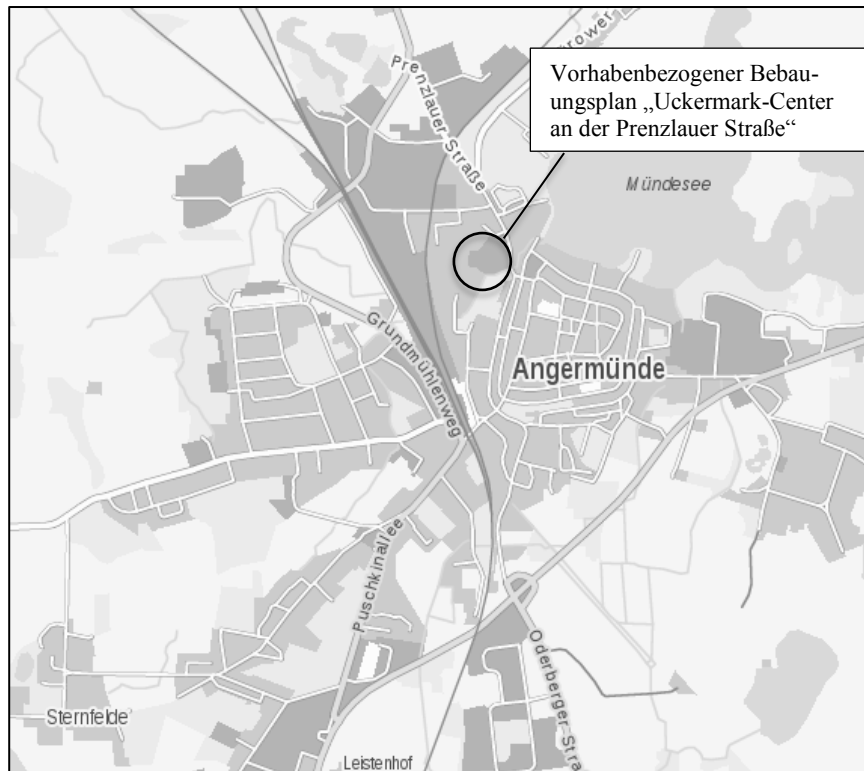 Prenzlauer Straße
rower
Vorhabenbezogener Bebau-
ungsplan „Uckermark-Center
an der Prenzlauer Straße“
Mündesee
Grundmühlenweg
Angermünde
Puschkinallee
Oderberger Stra
Sternfelde
Leistenhof